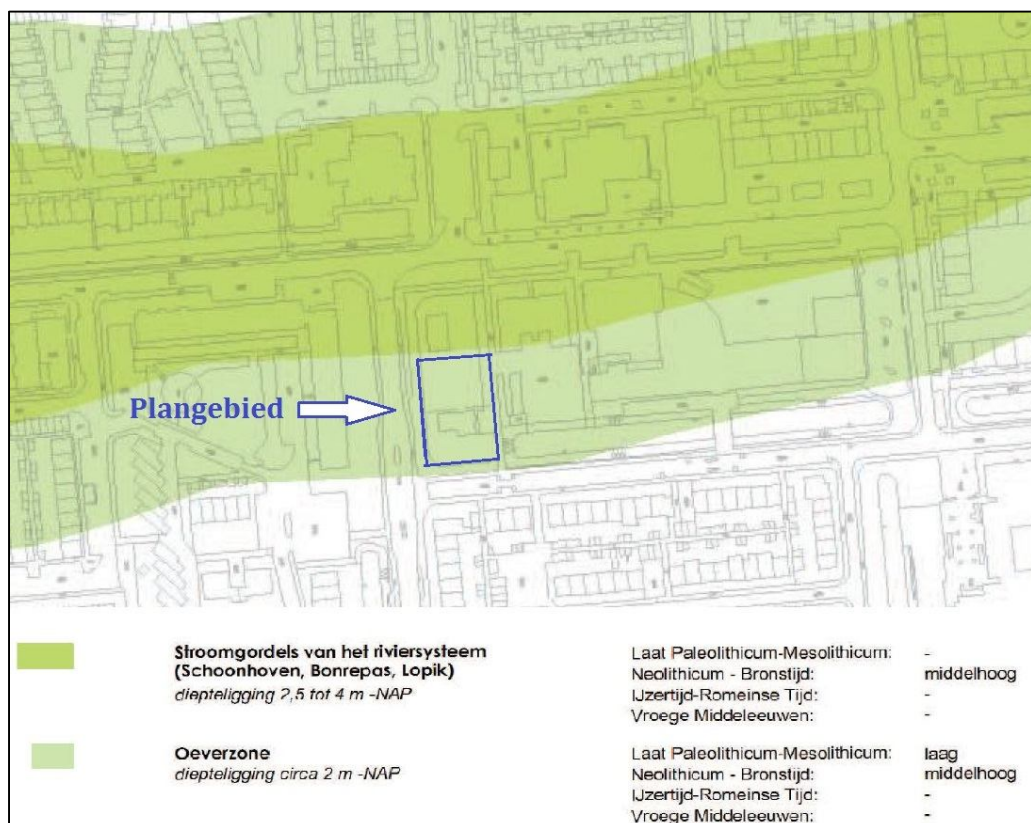 Plangebied
Stroomgordels van het riviersysteem
(Schoonhoven, Bonrepas, Lopik)
diepteligging 2,5 tot 4 m -NAP
Laat Paleolithicum-Mesolithicum: -
Neolithicum - Bronstijd: middelhoog
IJzertijd-Romeinse Tijd: -
Vroege Middeleeuwen: -
Oeverzone
diepteligging circa 2 m -NAP
Laat Paleolithicum-Mesolithicum: laag
Neolithicum - Bronstijd: middelhoog
IJzertijd-Romeinse Tijd: -
Vroege Middeleeuwen: -